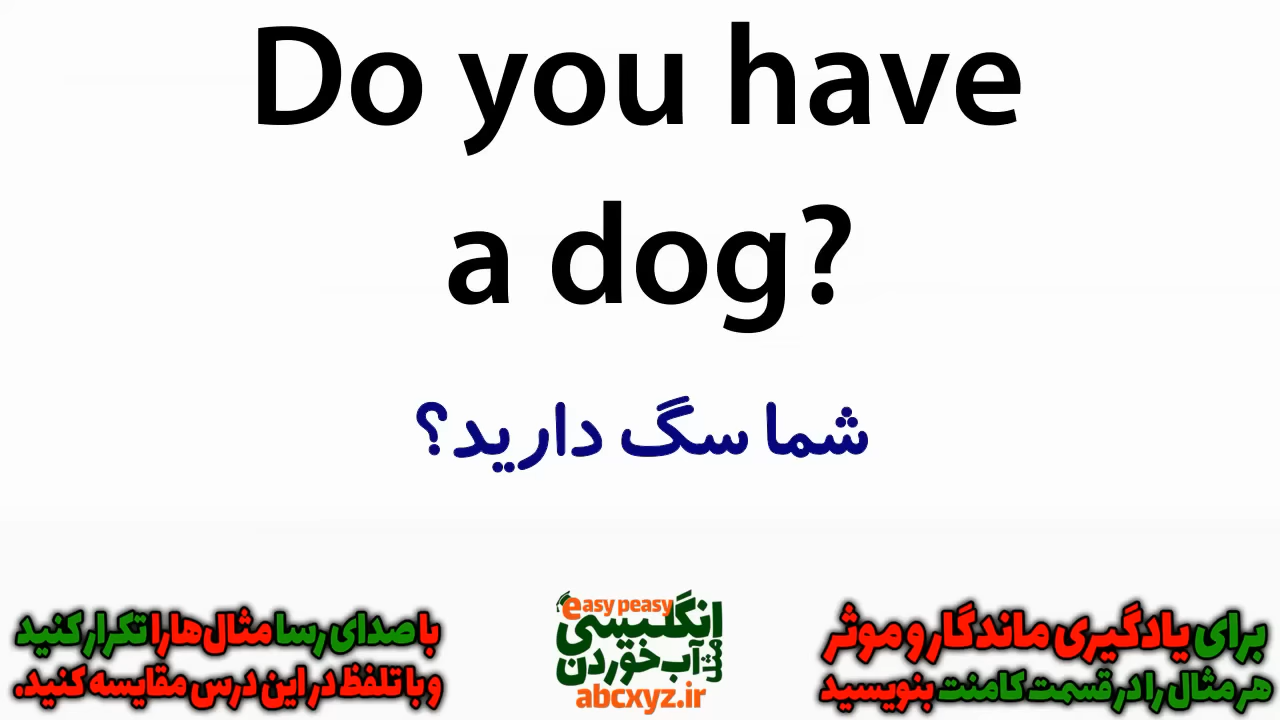 Do you have
a dog?
شما سگ دارید؟
برای یادگیری ماندگار و موثر
هر مثال را در قسمت کامنت بنویسید
easy peasy
انگلیسی
مثل
آب خوردن
abcxyz.ir
با صدای رسا مثال‌ها را تکرار کنید
و با تلفظ در این درس مقایسه کنید.